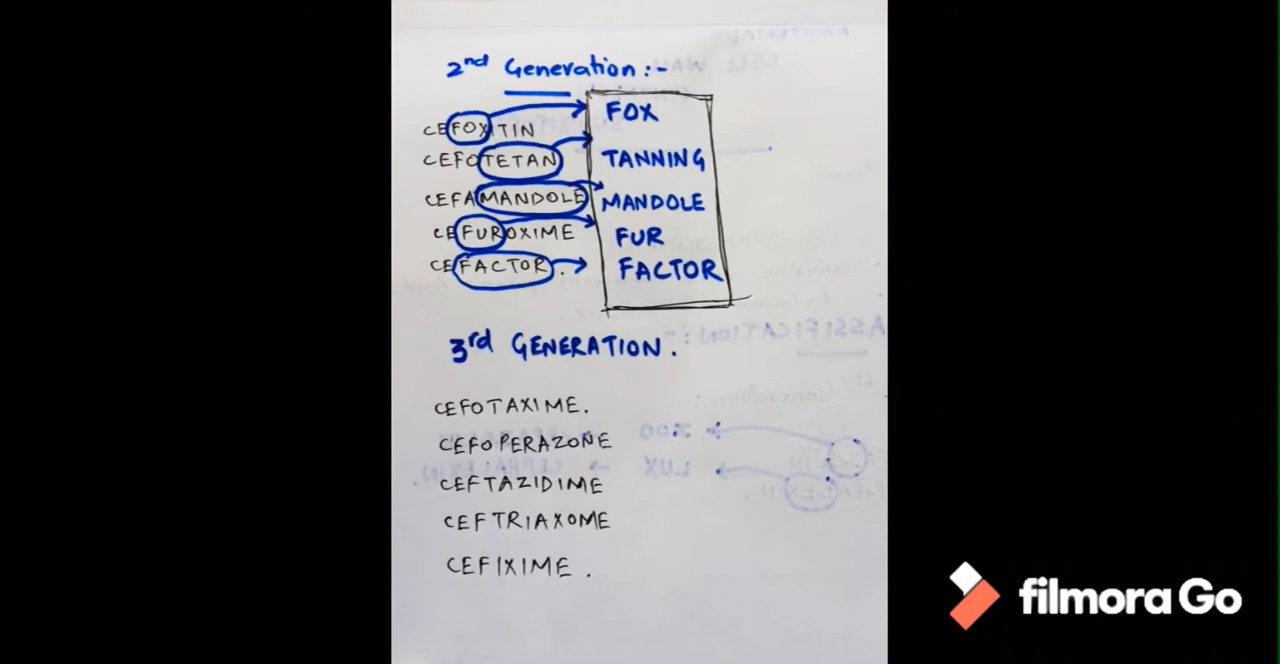 2nd Generation :-
CEFOXITIN FOX
CEFOTETAN TANNING
CEFAMANDOLE MANDOLE
CEFUROXIME FUR
CEFACTOR . FACTOR
3rd GENERATION .
CEFOTAXIME .
CEFOPERAZONE
CEFTAZIDIME
CEFTRIAXOME
CEFIXIME .
filmora Go